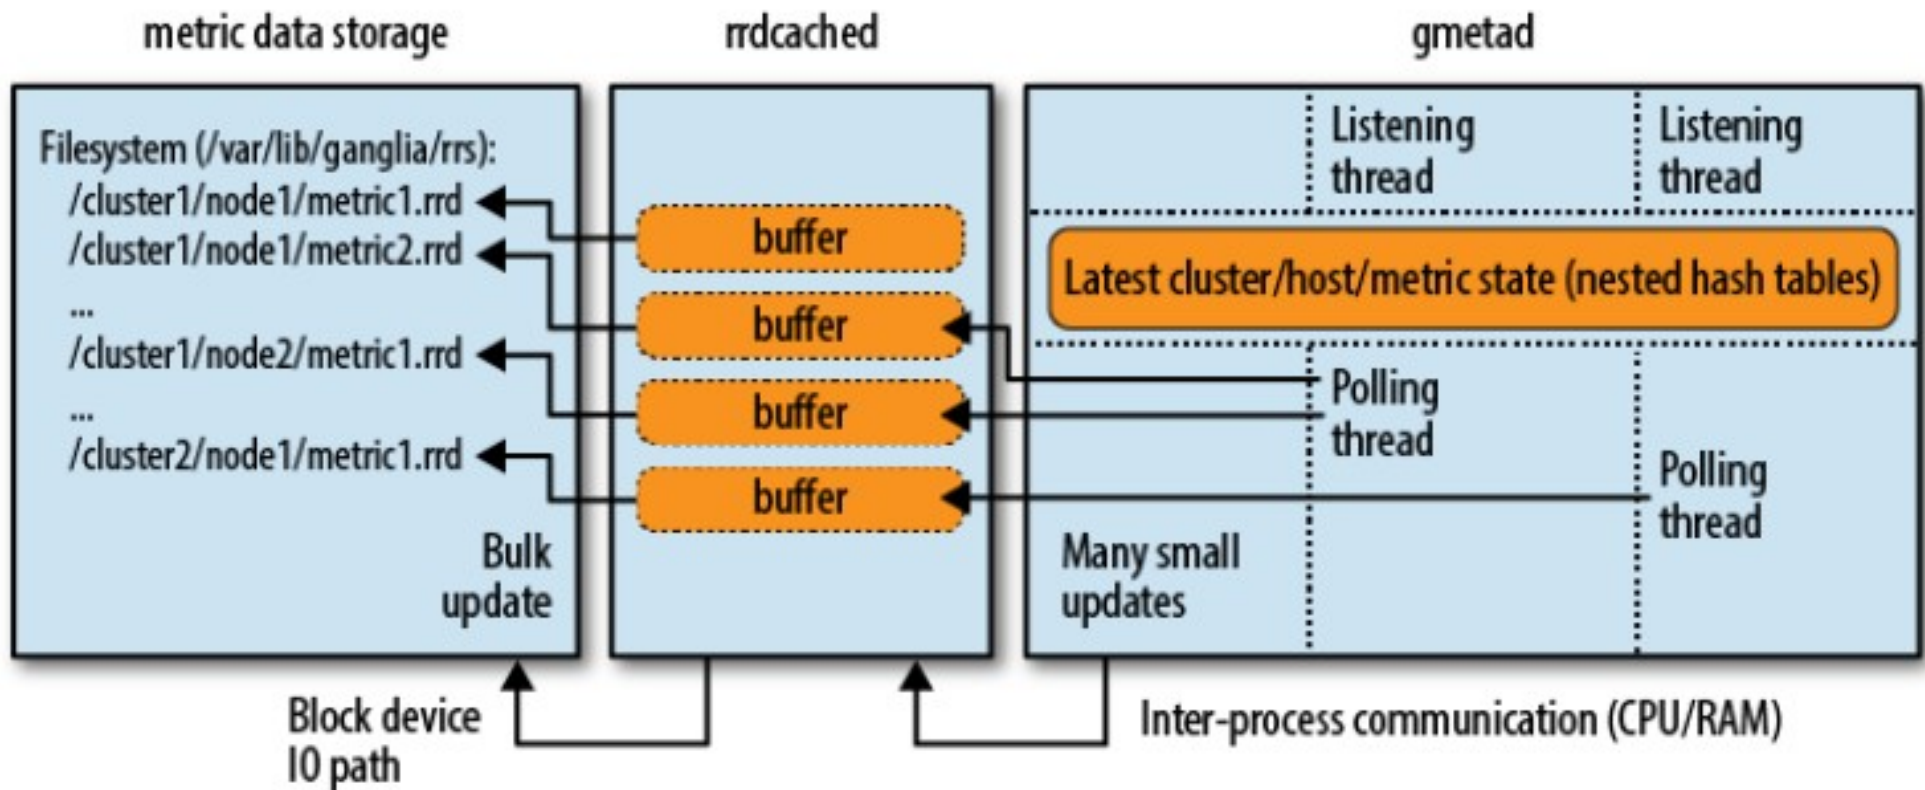 metric data storage
rrdcached
gmetad
Filesystem (/var/lib/ganglia/rrs):
/cluster1/node1/metric1.rrd
/cluster1/node1/metric2.rrd
...
/cluster1/node2/metric1.rrd
...
/cluster2/node1/metric1.rrd
Bulk
update
buffer
buffer
buffer
buffer
Listening
thread
Listening
thread
Latest cluster/host/metric state (nested hash tables)
Polling
thread
Polling
thread
Many small
updates
Block device
IO path
Inter-process communication (CPU/RAM)